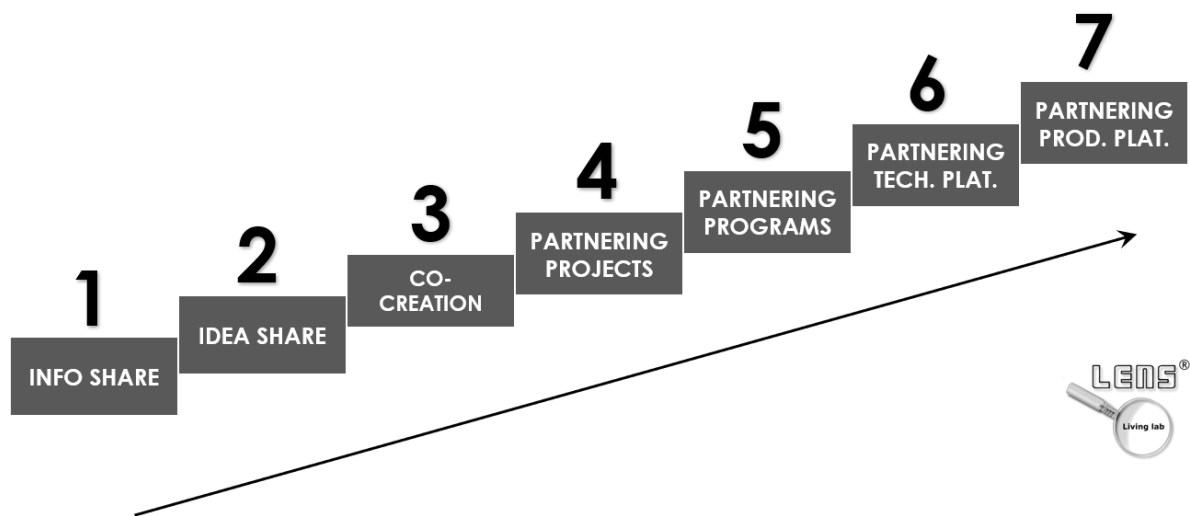 1
INFO SHARE
2
IDEA SHARE
3
CO-
CREATION
4
PARTNERING
PROJECTS
5
PARTNERING
PROGRAMS
6
PARTNERING
TECH. PLAT.
7
PARTNERING
PROD. PLAT.
LENS®
Living lab